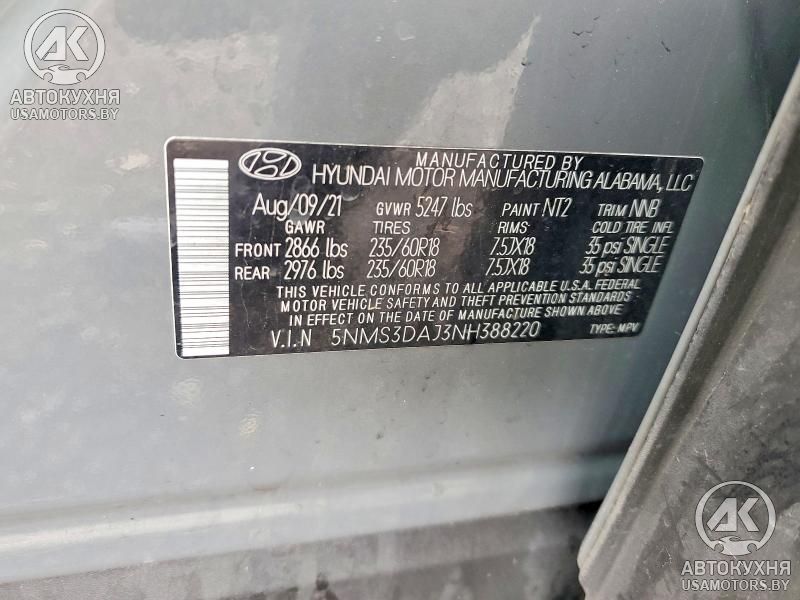 AK
АВТОКУХНЯ
USAMOTORS.BY
MANUFACTURED BY
HYUNDAI MOTOR MANUFACTURING ALABAMA, LLC
Aug/09/21 GVWR 5247 lbs PAINT NT2 TRIM NNB
GAWR TIRES RIMS COLD TIRE INFL
FRONT 2866 lbs 235/60R18 7.5JX18 35 psi SINGLE
REAR 2976 lbs 235/60R18 7.5JX18 35 psi SINGLE
THIS VEHICLE CONFORMS TO ALL APPLICABLE U.S.A. FEDERAL
MOTOR VEHICLE SAFETY AND THEFT PREVENTION STANDARDS
IN EFFECT ON THE DATE OF MANUFACTURE SHOWN ABOVE
V.I.N 5NMS3DAJ3NH388220 TYPE: MPV
AK
АВТОКУХНЯ
USAMOTORS.BY